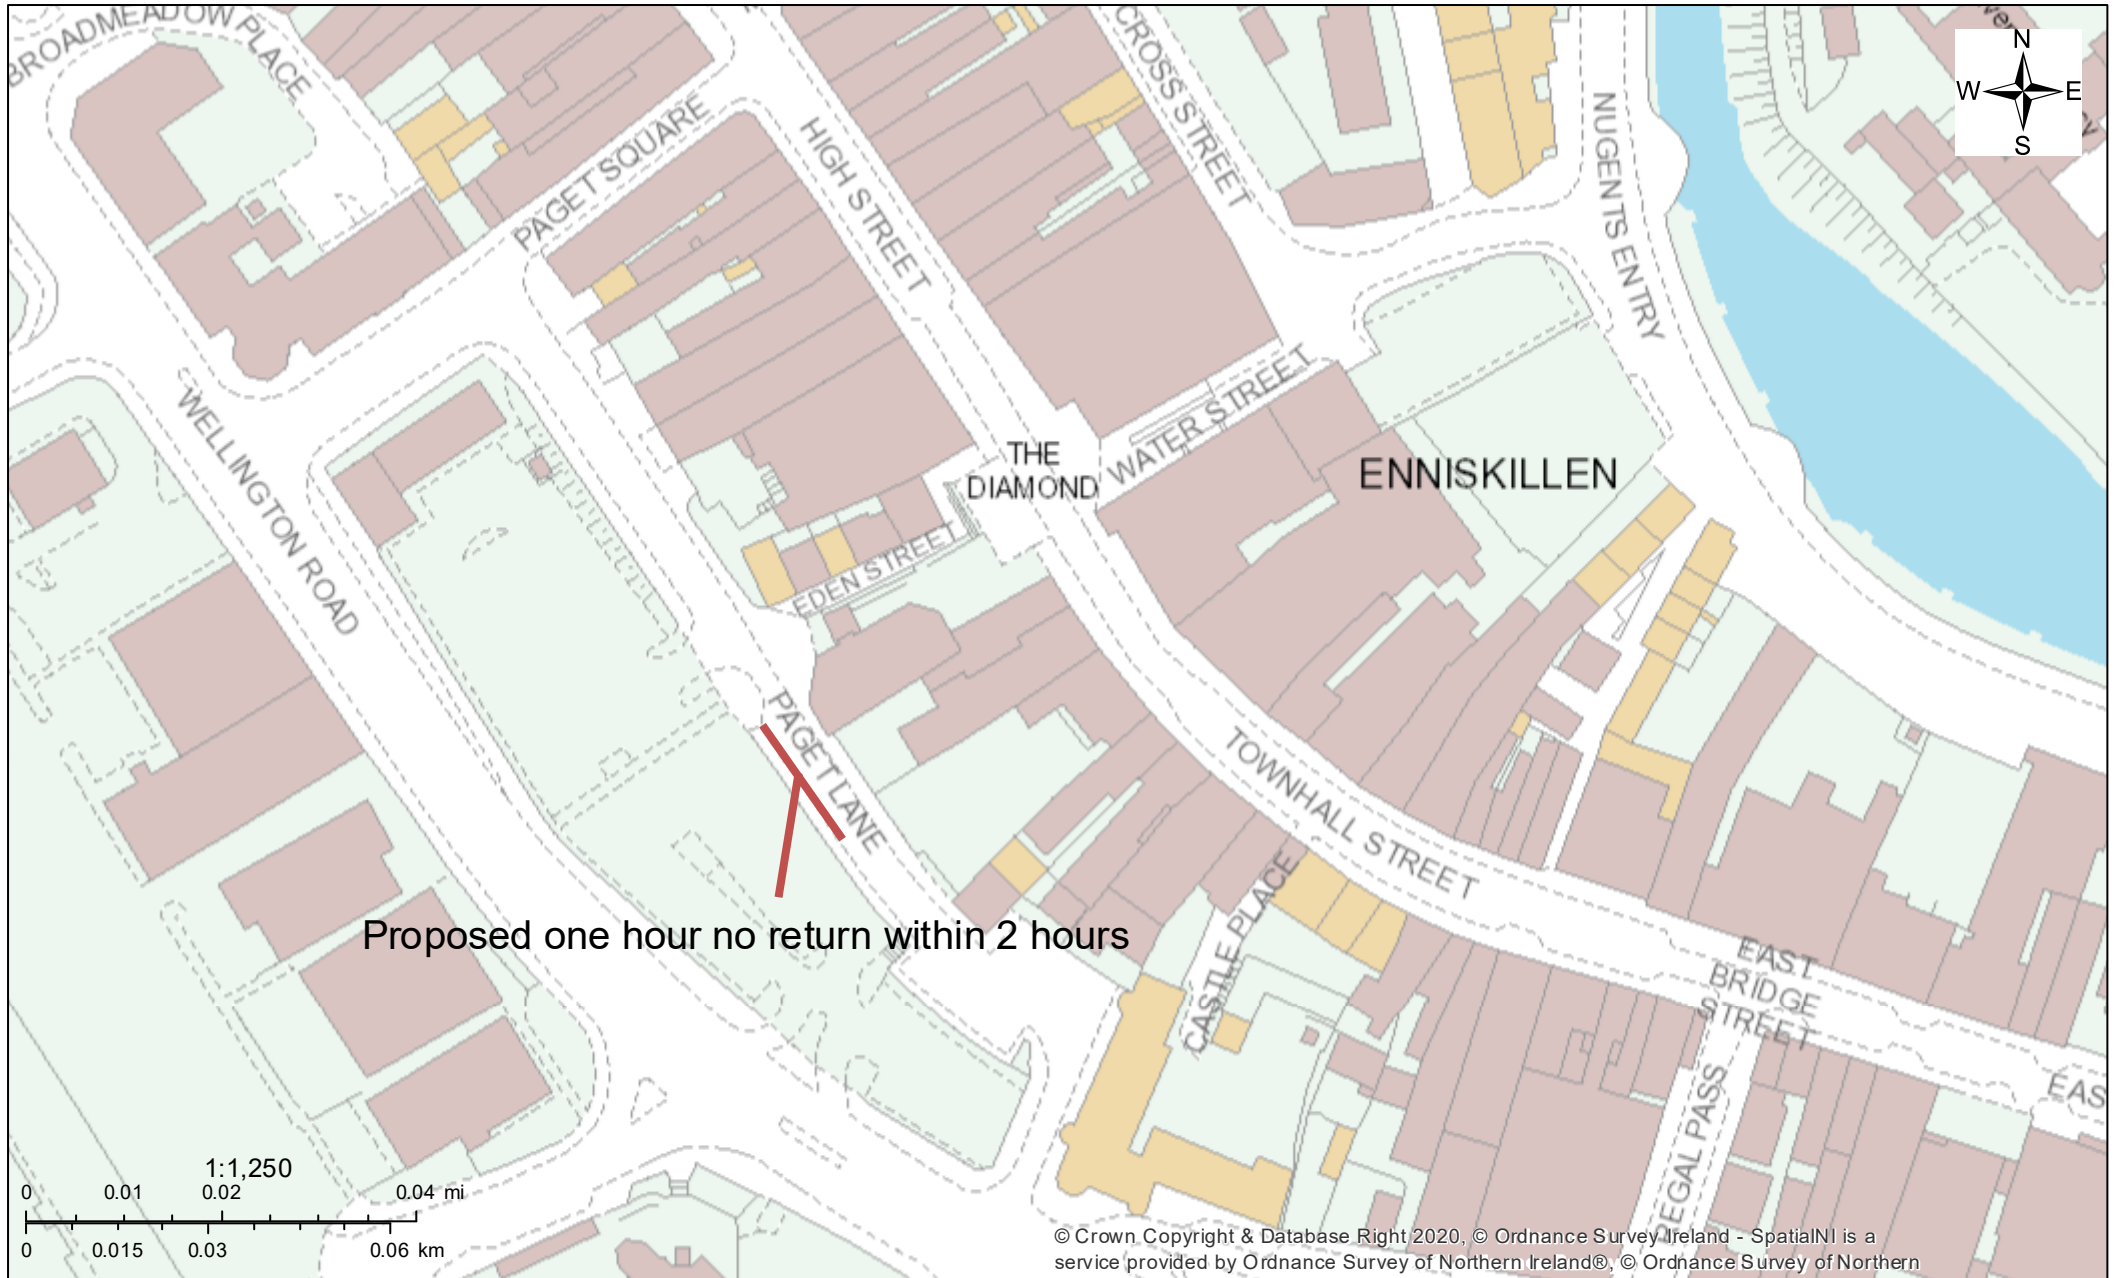 BROADMEADOW PLACE
CROSS STREET
N
W E
S
NUGENTS ENTRY
PAGET SQUARE
HIGH STREET
WELLINGTON ROAD
THE
DIAMOND
WATER STREET
ENNISKILLEN
EDEN STREET
PAGET LANE
TOWNHALL STREET
CASTLE PLACE
Proposed one hour no return within 2 hours
EAST
BRIDGE
STREET
REGAL PASS
EAS
1:1,250
0 0.01 0.02 0.04 mi
0 0.015 0.03 0.06 km
© Crown Copyright & Database Right 2020, © Ordnance Survey Ireland - SpatialNI is a
service provided by Ordnance Survey of Northern Ireland®, © Ordnance Survey of Northern